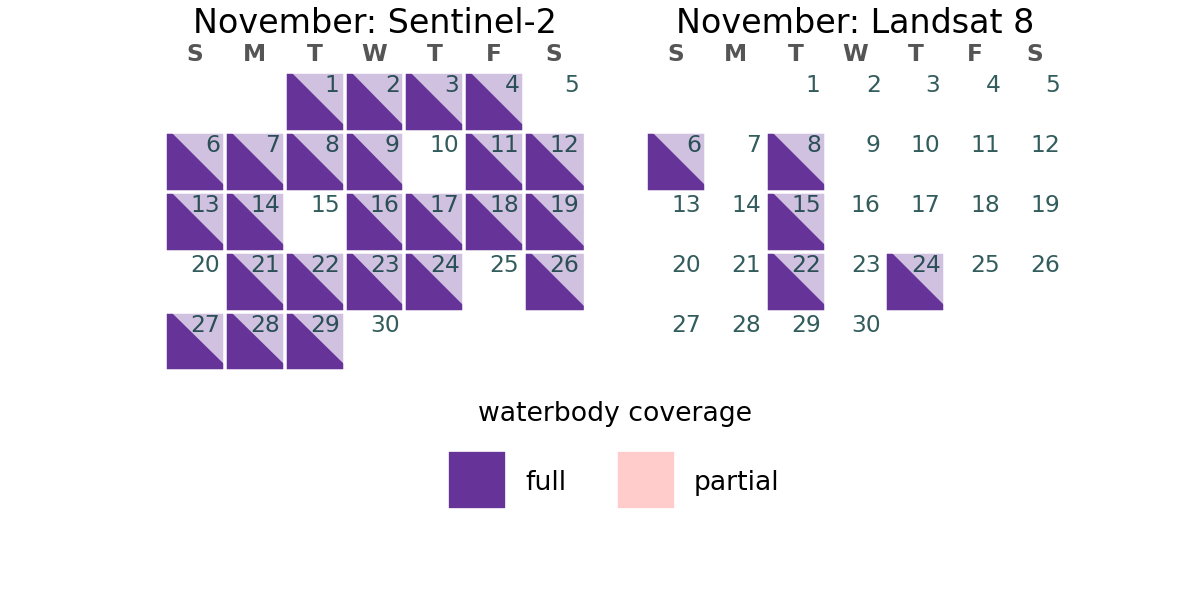 November: Sentinel-2
S M T W T F S
1 2 3 4 5
6 7 8 9 10 11 12
13 14 15 16 17 18 19
20 21 22 23 24 25 26
27 28 29 30
November: Landsat 8
S M T W T F S
1 2 3 4 5
6 7 8 9 10 11 12
13 14 15 16 17 18 19
20 21 22 23 24 25 26
27 28 29 30
waterbody coverage
full partial